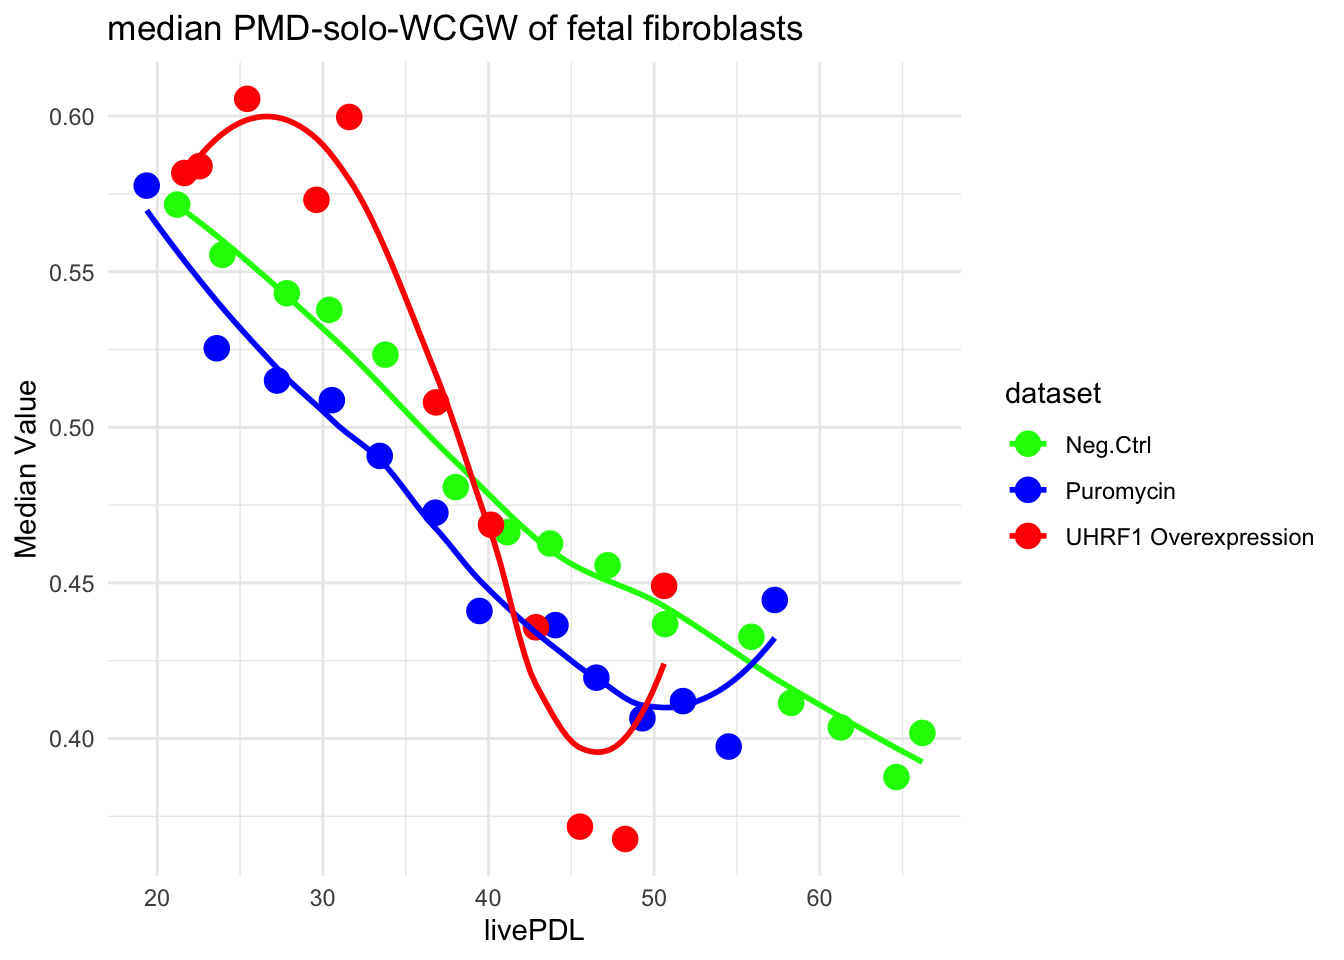 median PMD-solo-WCGW of fetal fibroblasts
0.60
0.55
0.50
0.45
0.40
Median Value
20 30 40 50 60
livePDL
dataset
Neg.Ctrl
Puromycin
UHRF1 Overexpression